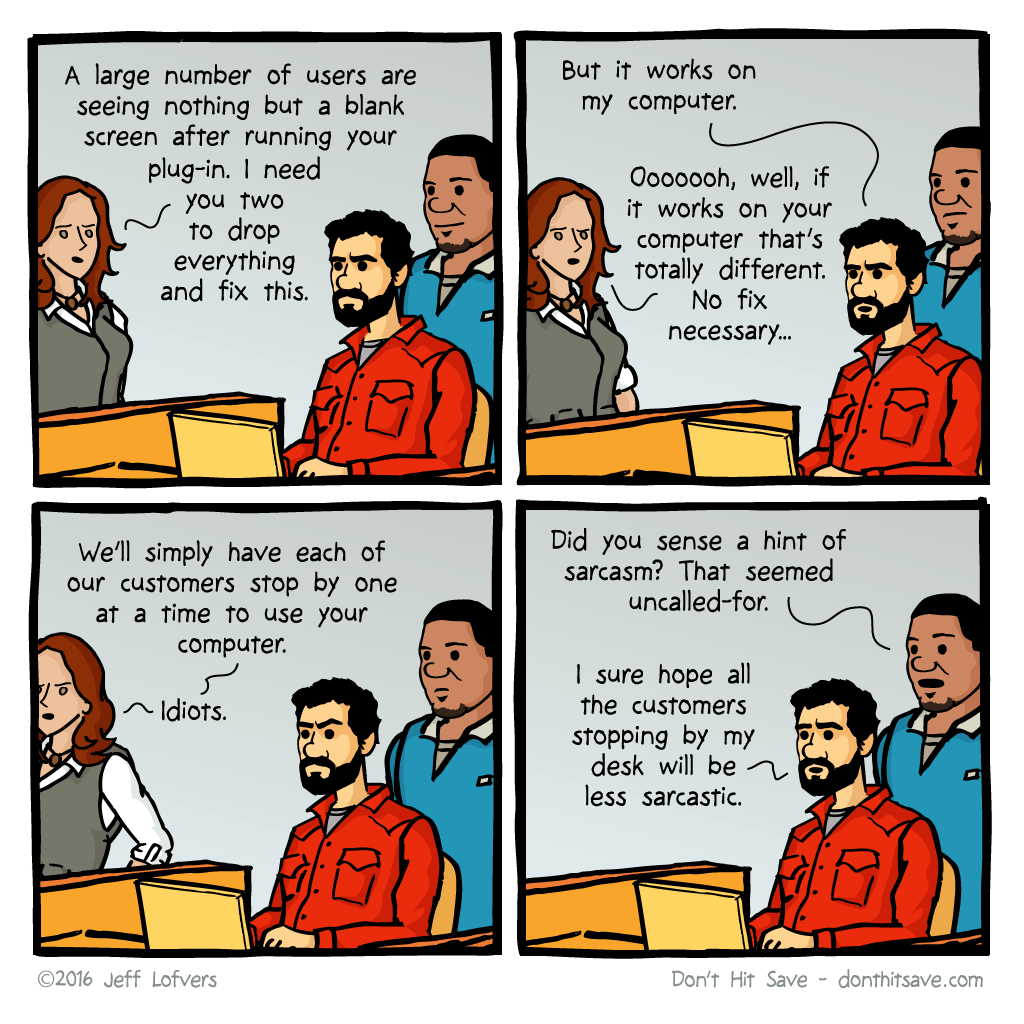 A large number of users are
seeing nothing but a blank
screen after running your
plug-in. I need
you two
to drop
everything
and fix this.
But it works on
my computer.
Ooooooh, well, if
it works on your
computer that's
totally different.
No fix
necessary...
We'll simply have each of
our customers stop by one
at a time to use your
computer.
Idiots.
Did you sense a hint of
sarcasm? That seemed
uncalled-for.
I sure hope all
the customers
stopping by my
desk will be
less sarcastic.
©2016 Jeff Lofvers
Don't Hit Save - donthitsave.com